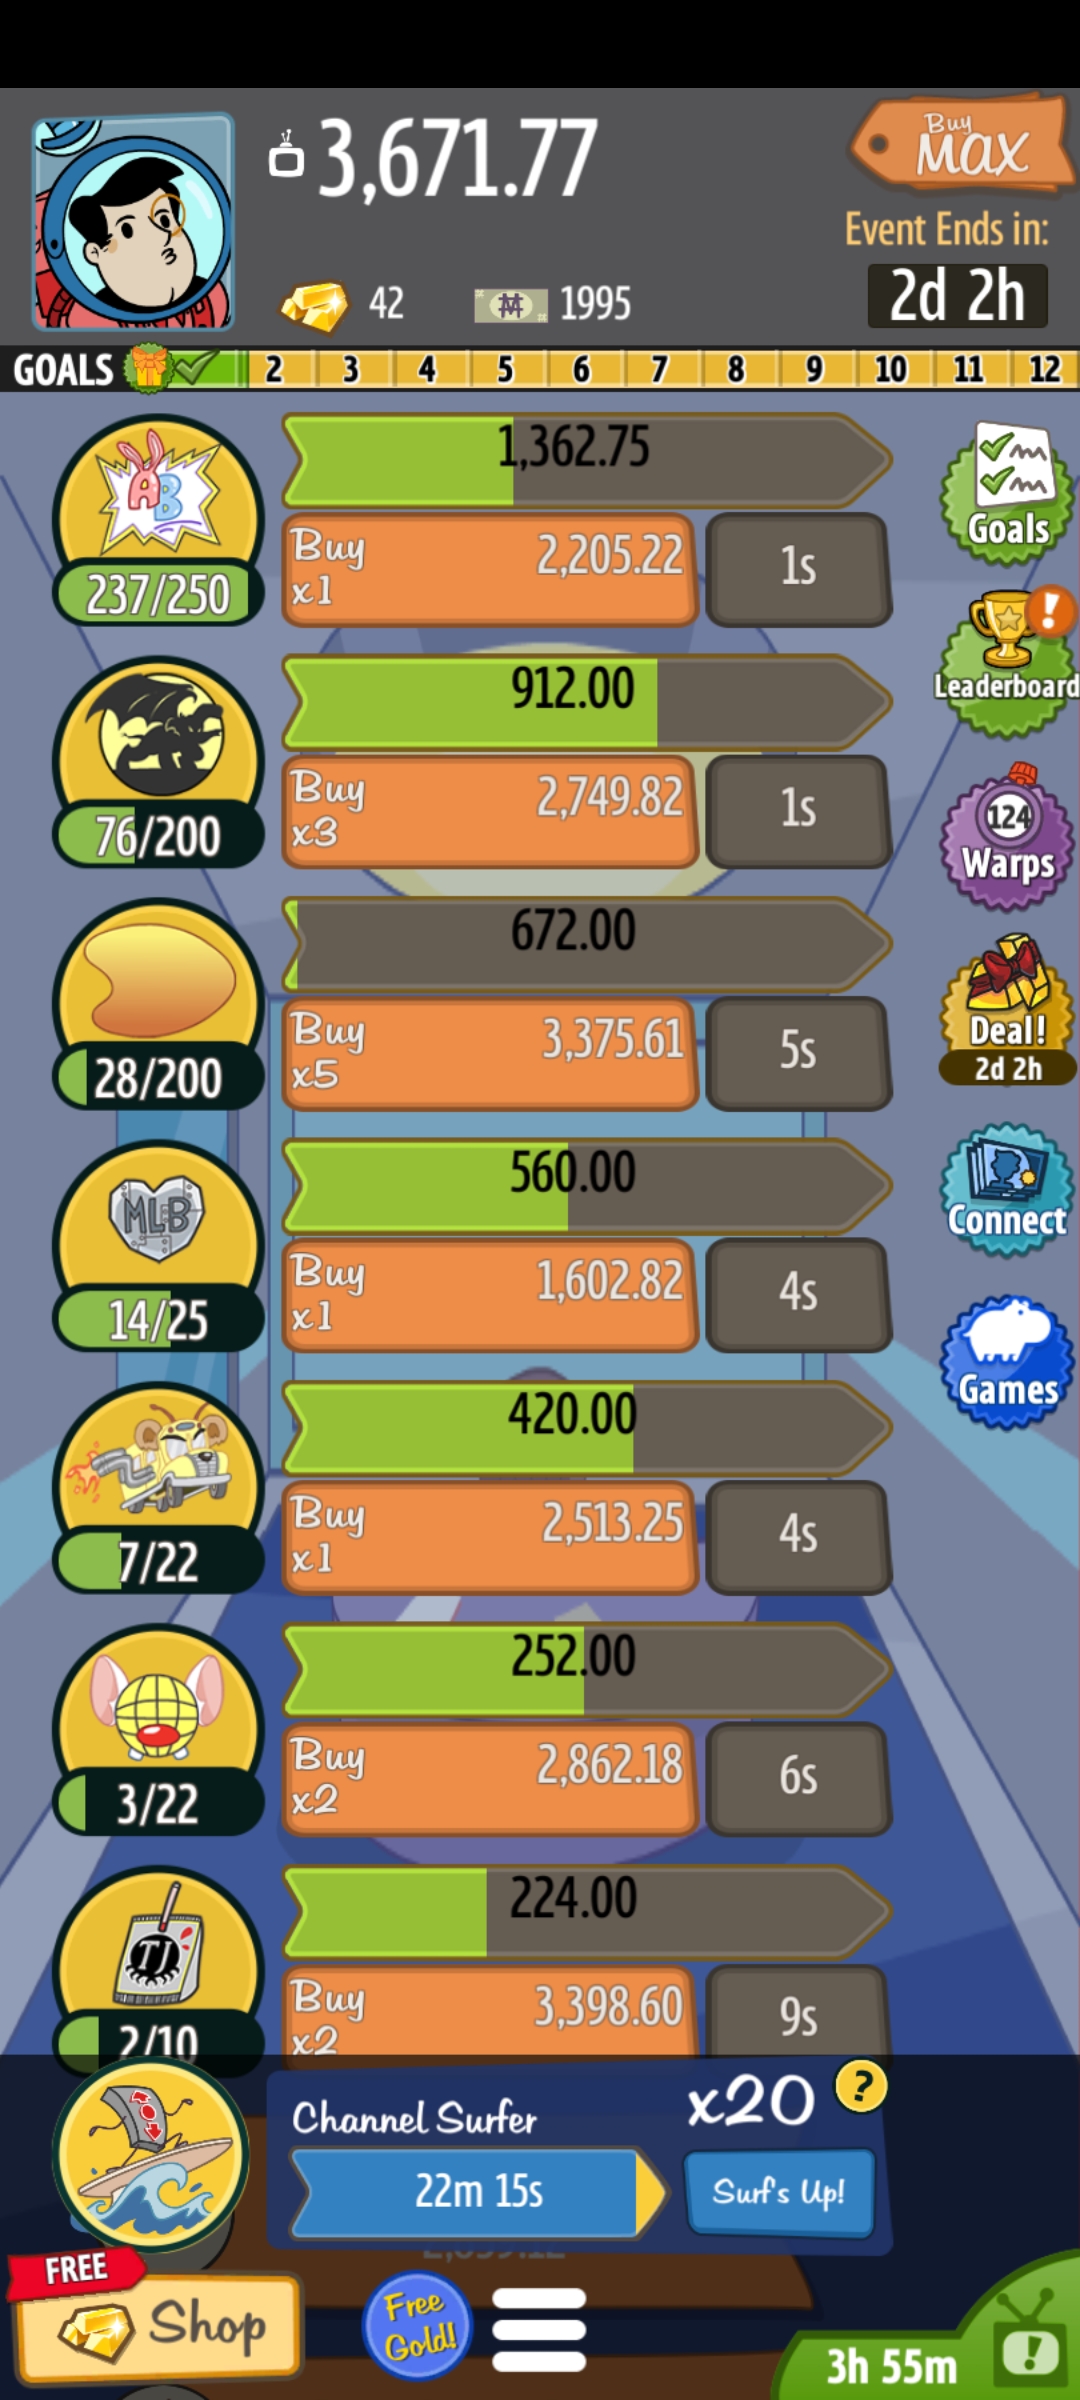 3,671.77
Buy
MAX
Event Ends in:
42
1995
2d 2h
GOALS 2 3 4 5 6 7 8 9 10 11 12
AB
237/250
1,362.75
Buy
x1
2,205.22
1s
Goals
76/200
912.00
Buy
x3
2,749.82
1s
Leaderboard
!
28/200
672.00
Buy
x5
3,375.61
5s
124
Warps
Deal!
2d 2h
MLB
14/25
560.00
Buy
x1
1,602.82
4s
Connect
Games
7/22
420.00
Buy
x1
2,513.25
4s
3/22
252.00
Buy
x2
2,862.18
6s
TJ
2/10
224.00
Buy
x2
3,398.60
9s
Channel Surfer
x20
?
22m 15s
Surf's Up!
FREE
Shop
Free
Gold!
3h 55m
!